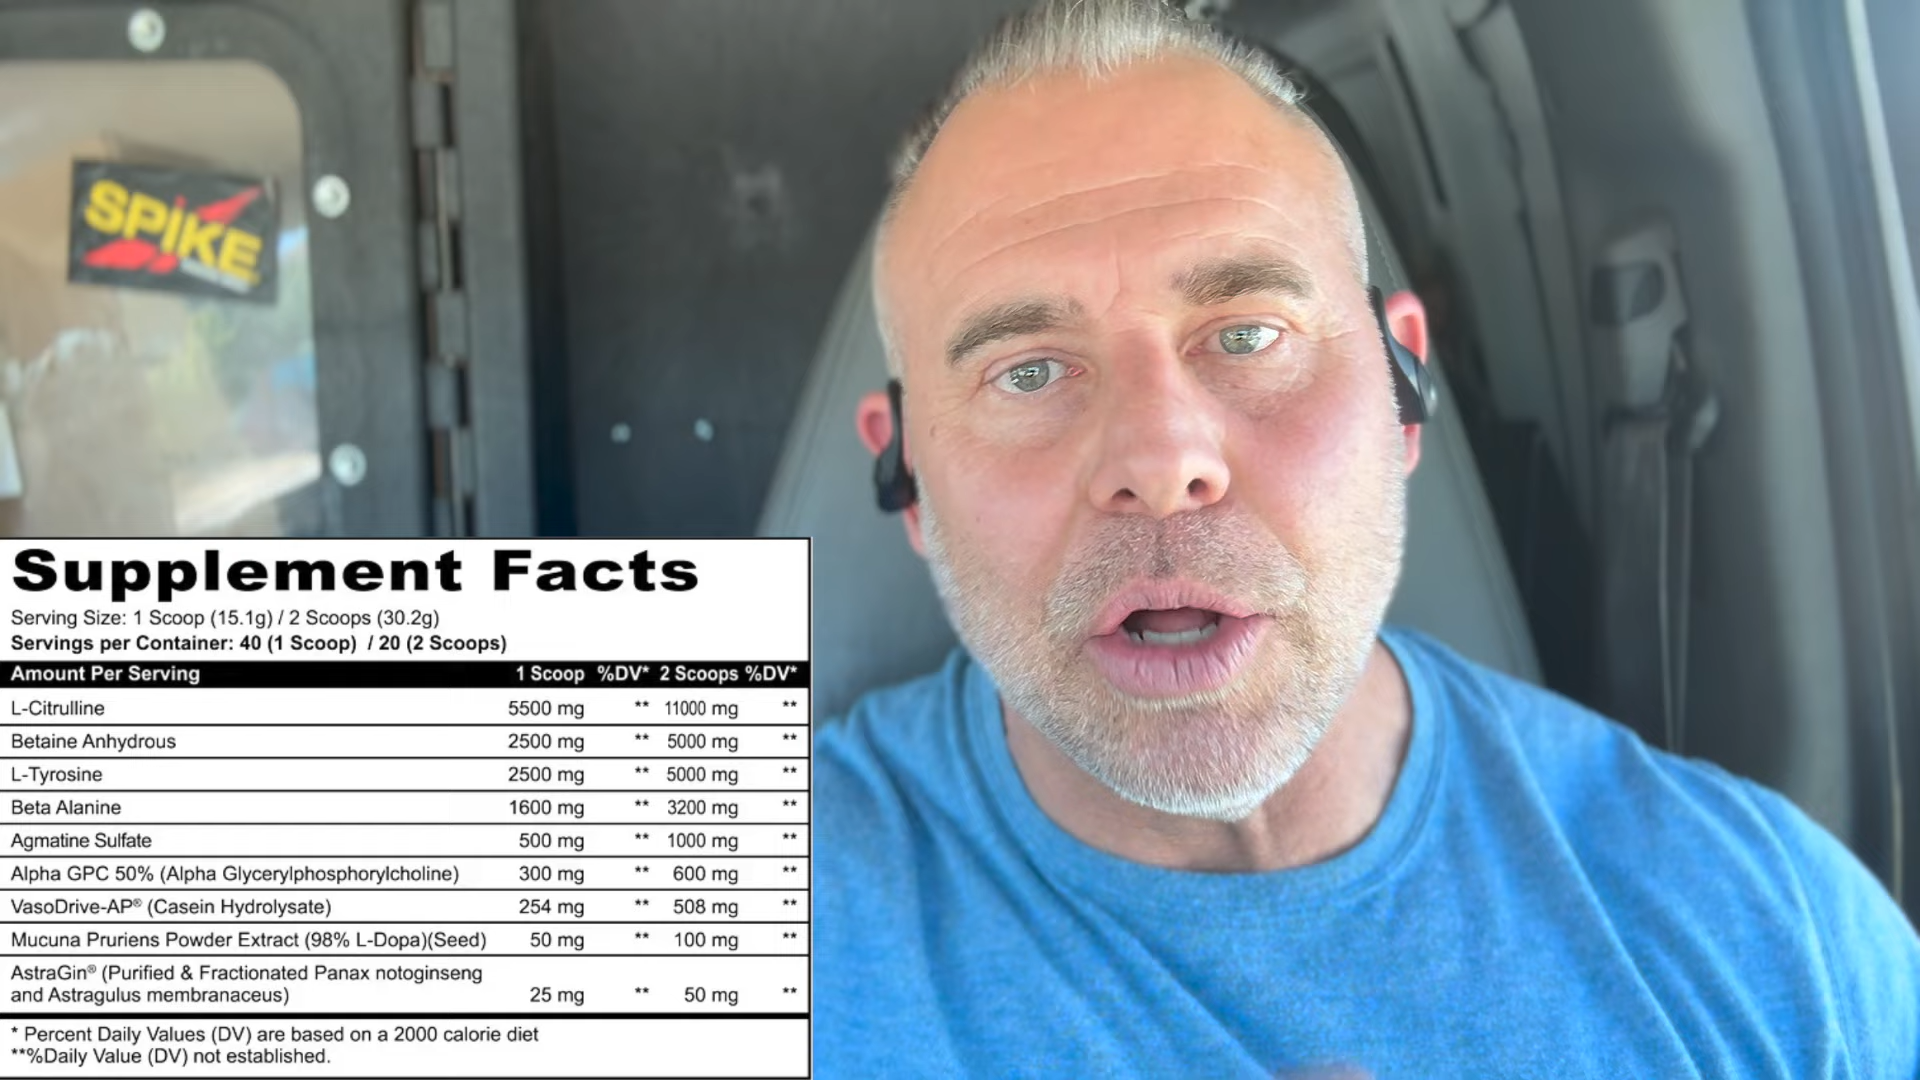 SPIKE
Supplement Facts
Serving Size: 1 Scoop (15.1g) / 2 Scoops (30.2g)
Servings per Container: 40 (1 Scoop) / 20 (2 Scoops)
Amount Per Serving 1 Scoop %DV* 2 Scoops %DV*
L-Citrulline 5500 mg ** 11000 mg **
Betaine Anhydrous 2500 mg ** 5000 mg **
L-Tyrosine 2500 mg ** 5000 mg **
Beta Alanine 1600 mg ** 3200 mg **
Agmatine Sulfate 500 mg ** 1000 mg **
Alpha GPC 50% (Alpha Glycerylphosphorylcholine) 300 mg ** 600 mg **
VasoDrive-AP® (Casein Hydrolysate) 254 mg ** 508 mg **
Mucuna Pruriens Powder Extract (98% L-Dopa)(Seed) 50 mg ** 100 mg **
AstraGin® (Purified & Fractionated Panax notoginseng
and Astragulus membranaceus) 25 mg ** 50 mg **
* Percent Daily Values (DV) are based on a 2000 calorie diet
**%Daily Value (DV) not established.